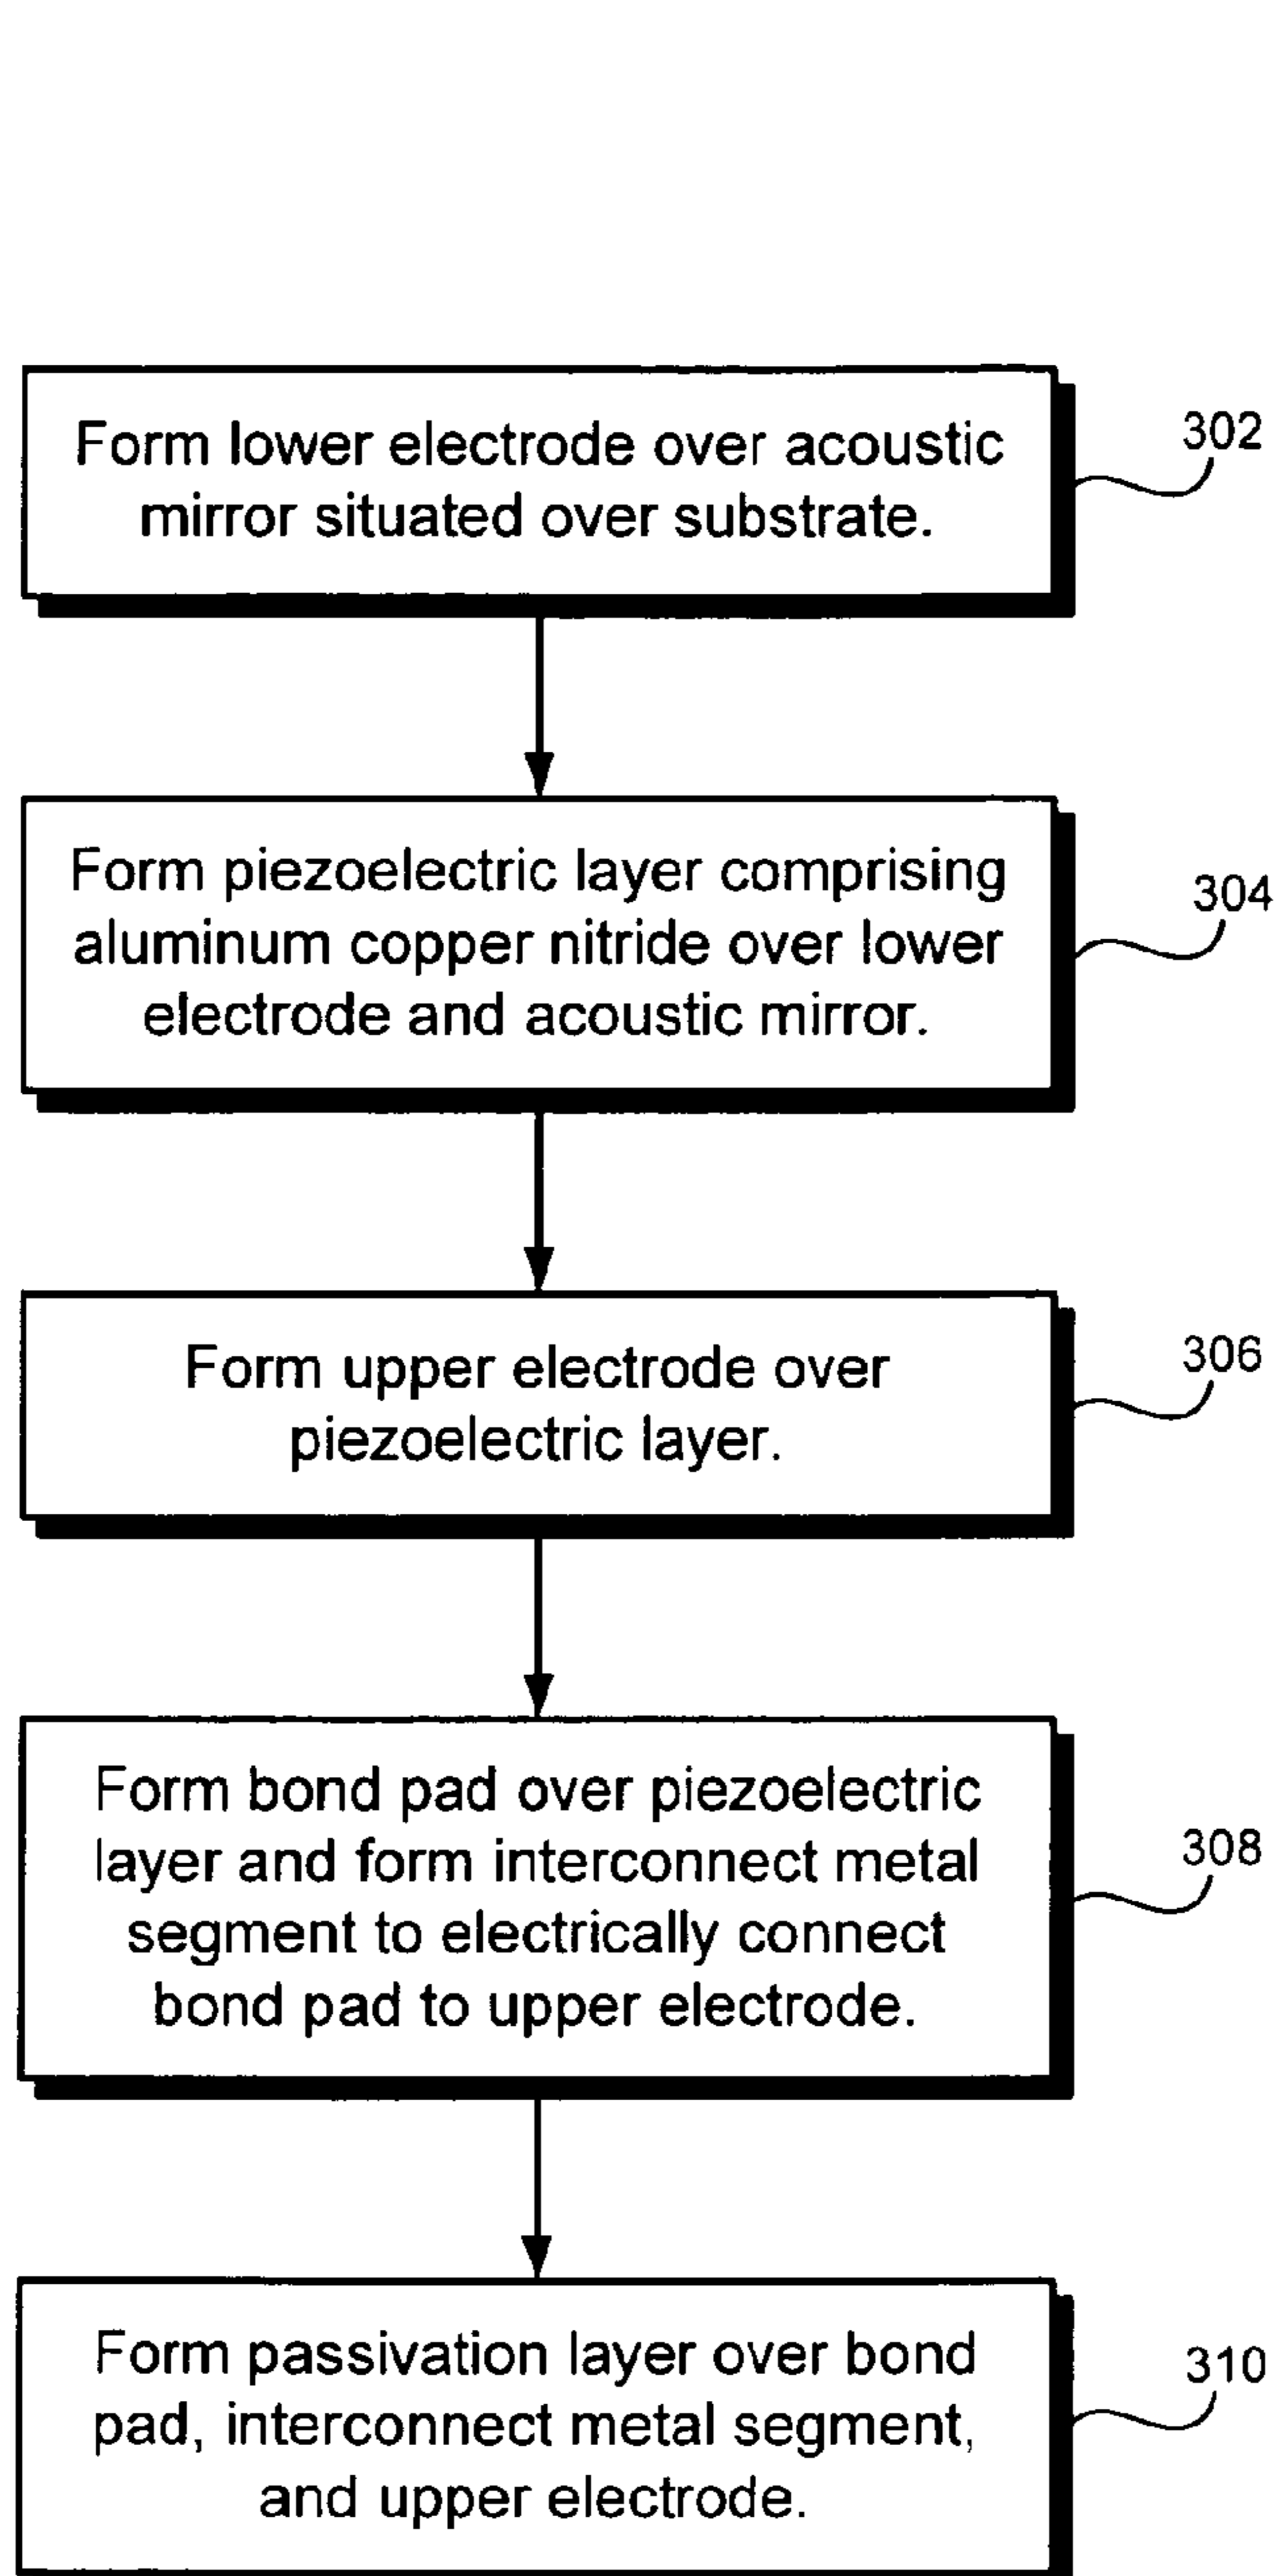 Form lower electrode over acoustic
mirror situated over substrate.
302
Form piezoelectric layer comprising
aluminum copper nitride over lower
electrode and acoustic mirror.
304
Form upper electrode over
piezoelectric layer.
306
Form bond pad over piezoelectric
layer and form interconnect metal
segment to electrically connect
bond pad to upper electrode.
308
Form passivation layer over bond
pad, interconnect metal segment,
and upper electrode.
310